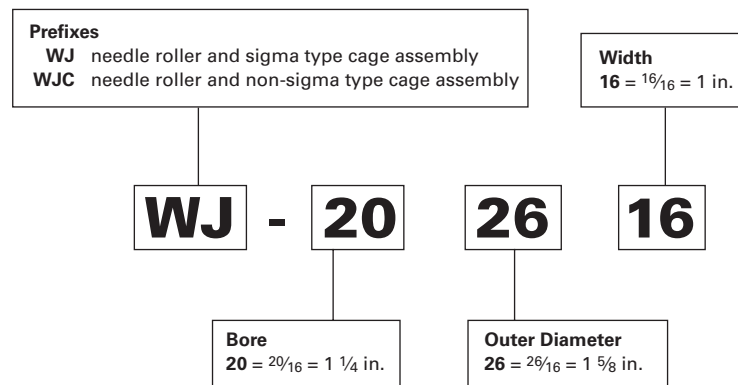 Prefixes
WJ needle roller and sigma type cage assembly
WJC needle roller and non-sigma type cage assembly
Width
16 = 16/16 = 1 in.
WJ - 20 26 16
Bore
20 = 20/16 = 1 1/4 in.
Outer Diameter
26 = 26/16 = 1 5/8 in.